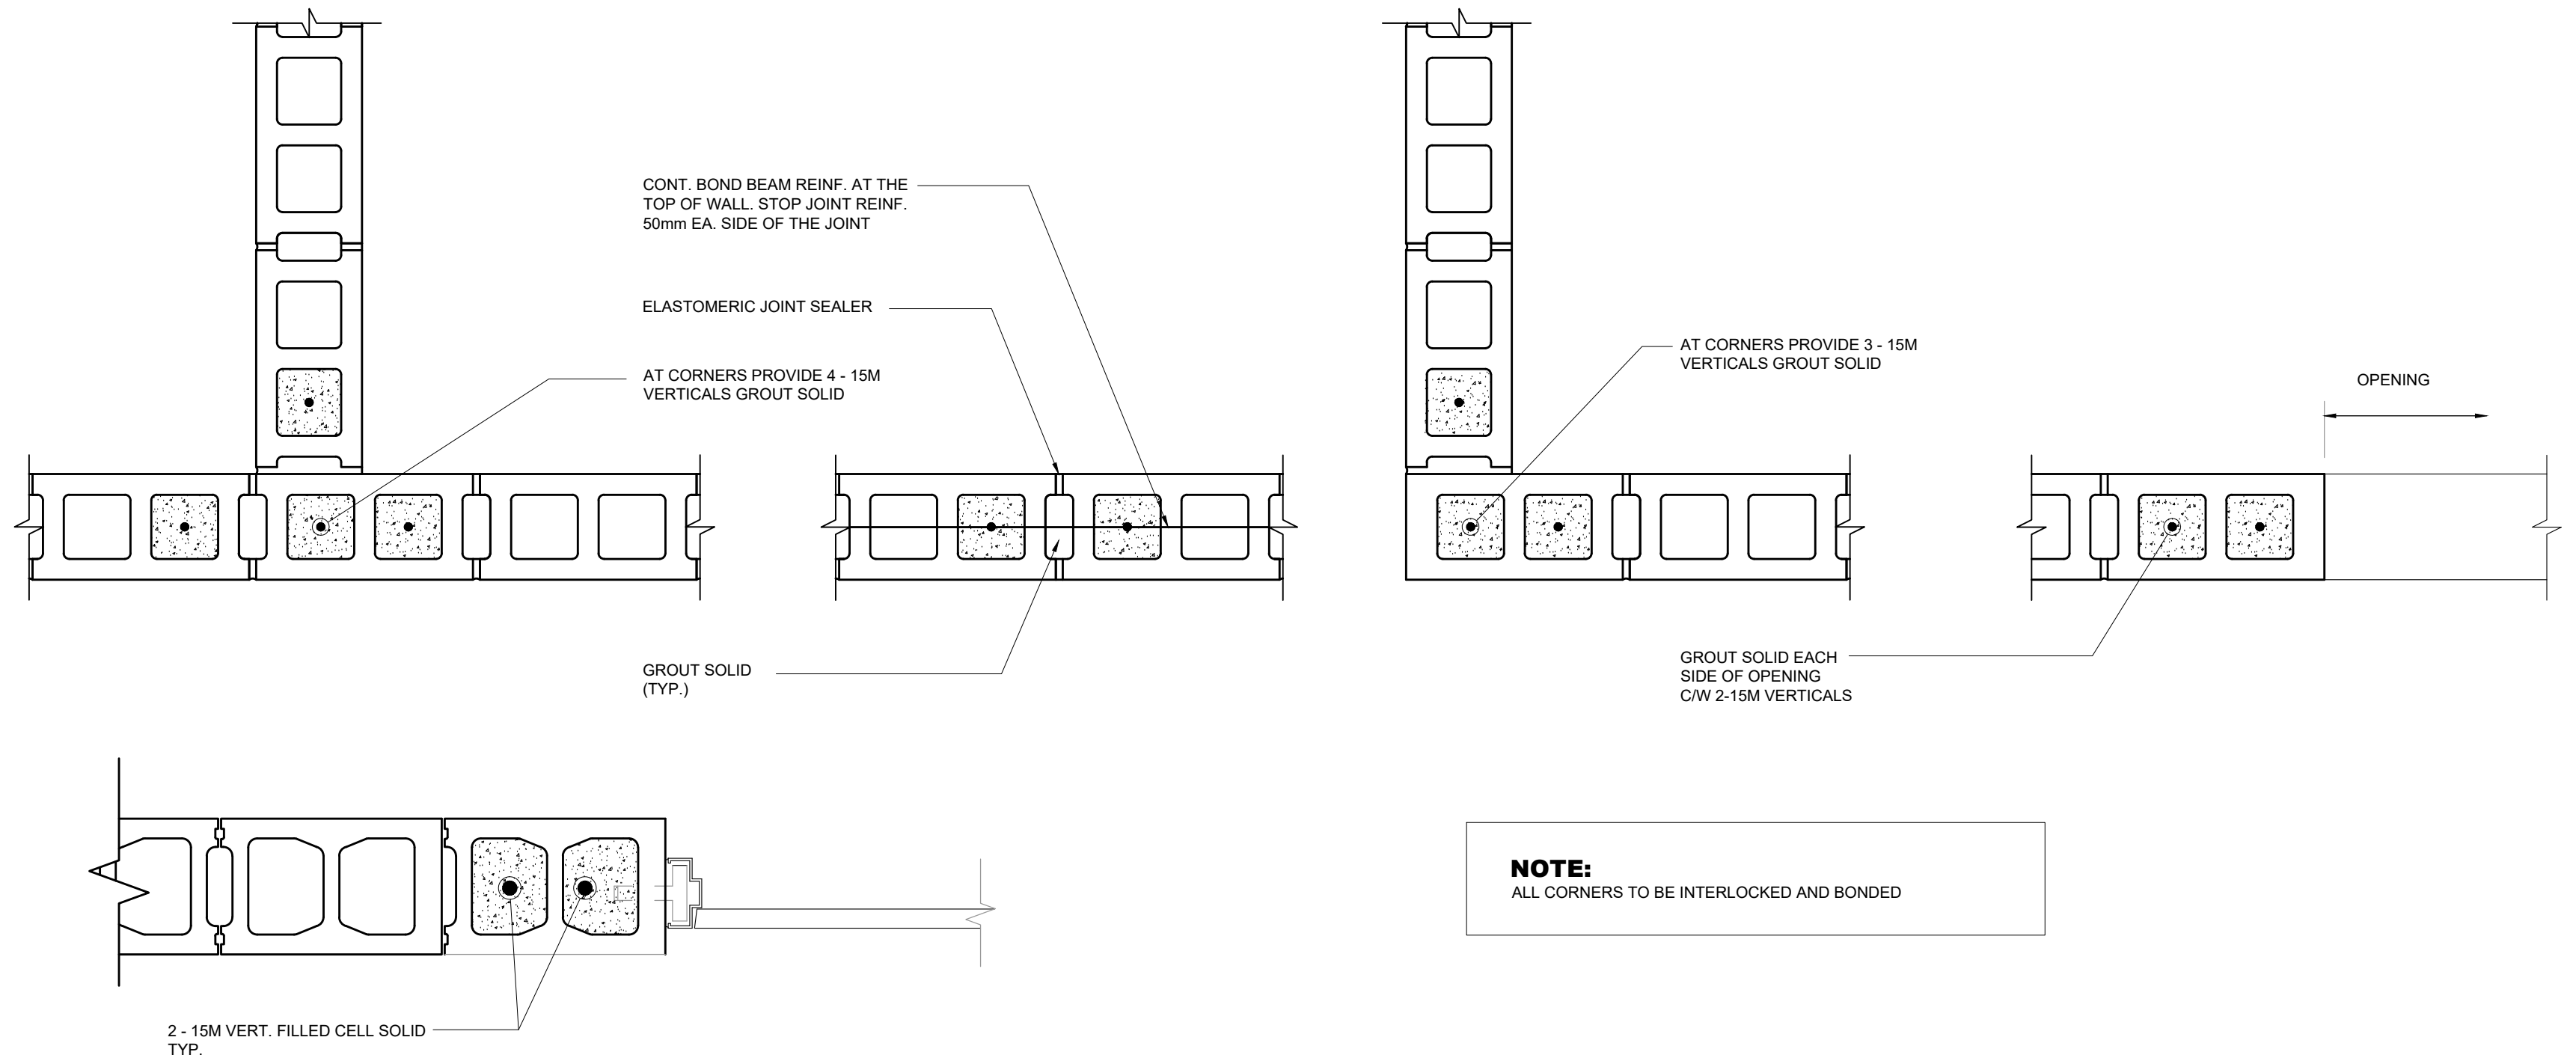 CONT. BOND BEAM REINF. AT THE
TOP OF WALL. STOP JOINT REINF.
50mm EA. SIDE OF THE JOINT
ELASTOMERIC JOINT SEALER
AT CORNERS PROVIDE 4 - 15M
VERTICALS GROUT SOLID
GROUT SOLID
(TYP.)
AT CORNERS PROVIDE 3 - 15M
VERTICALS GROUT SOLID
OPENING
GROUT SOLID EACH
SIDE OF OPENING
C/W 2-15M VERTICALS
2 - 15M VERT. FILLED CELL SOLID
TYP.
NOTE:
ALL CORNERS TO BE INTERLOCKED AND BONDED